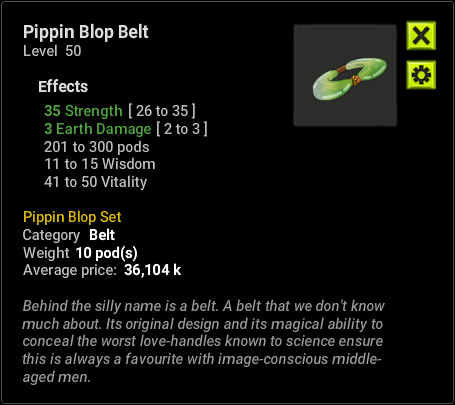 Pippin Blop Belt
Level 50
Effects
35 Strength [ 26 to 35 ]
3 Earth Damage [ 2 to 3 ]
201 to 300 pods
11 to 15 Wisdom
41 to 50 Vitality
Pippin Blop Set
Category Belt
Weight 10 pod(s)
Average price: 36,104 k
Behind the silly name is a belt. A belt that we don't know
much about. Its original design and its magical ability to
conceal the worst love-handles known to science ensure
this is always a favourite with image-conscious middle-
aged men.